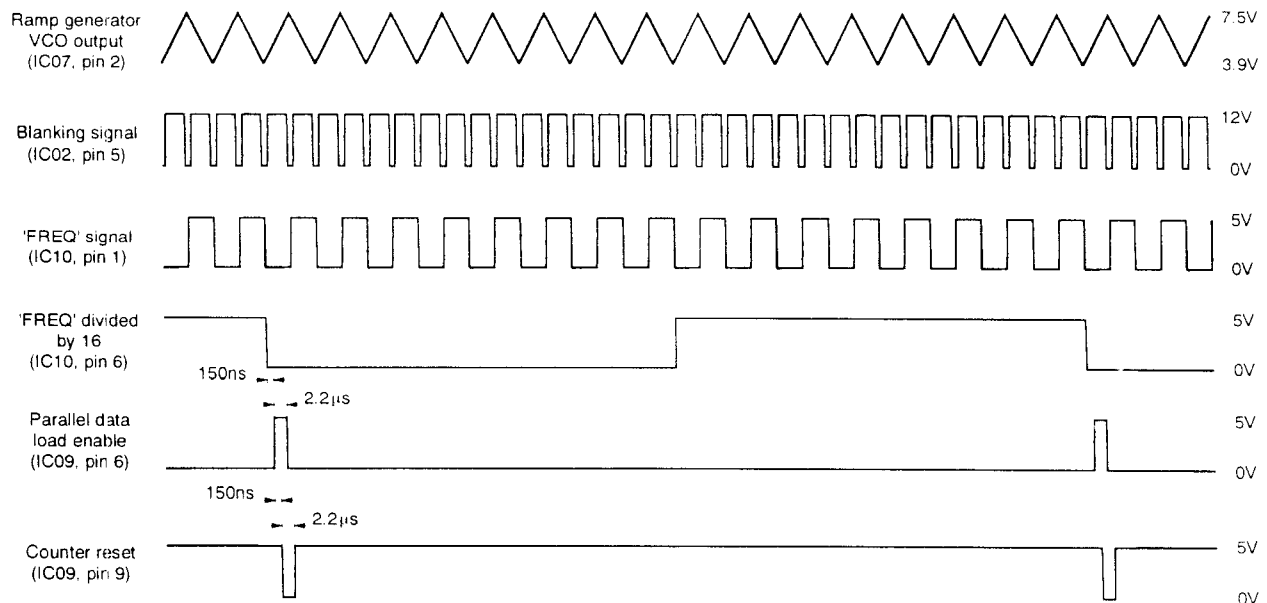 Ramp generator
VCO output
(IC07, pin 2)
7.5V
3.9V
Blanking signal
(IC02, pin 5)
12V
0V
'FREQ' signal
(IC10, pin 1)
5V
0V
'FREQ' divided
by 16
(IC10, pin 6)
5V
0V
150ns
2.2µs
Parallel data
load enable
(IC09, pin 6)
5V
0V
150ns
2.2µs
Counter reset
(IC09, pin 9)
5V
0V